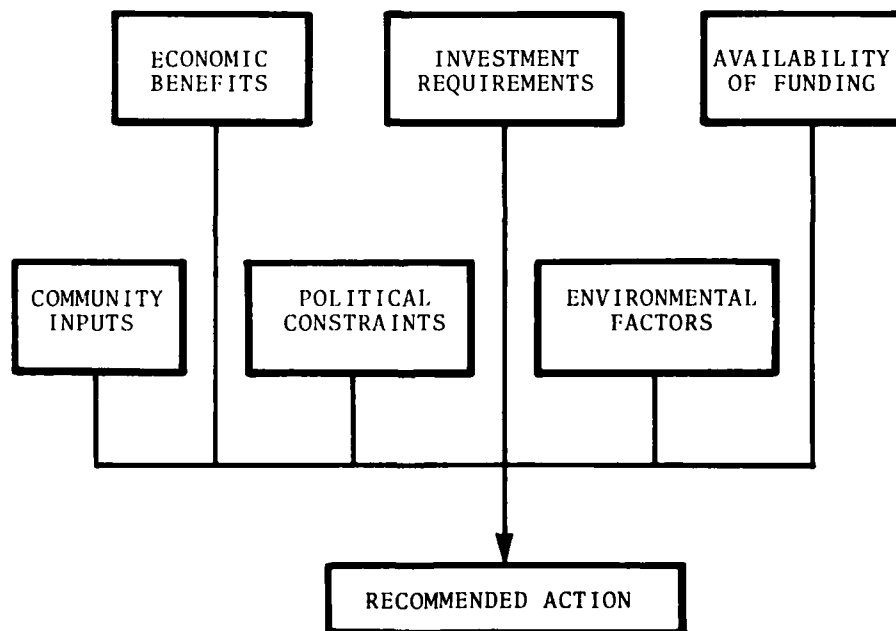 ECONOMIC
BENEFITS
INVESTMENT
REQUIREMENTS
AVAILABILITY
OF FUNDING
COMMUNITY
INPUTS
POLITICAL
CONSTRAINTS
ENVIRONMENTAL
FACTORS
RECOMMENDED ACTION